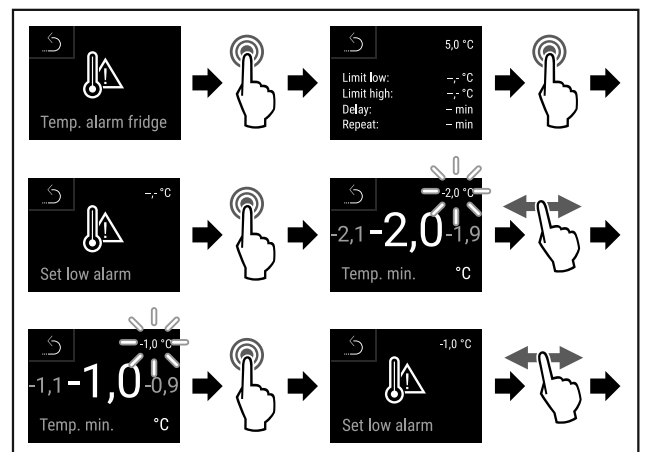 Temp. alarm fridge
5,0 °C
Limit low: –,- °C
Limit high: –,- °C
Delay: – min
Repeat: – min
–,- °C
Set low alarm
-2,0 °C
-2,1 -2,0 -1,9
Temp. min. °C
-1,0 °C
-1,1 -1,0 -0,9
Temp. min. °C
-1,0 °C
Set low alarm